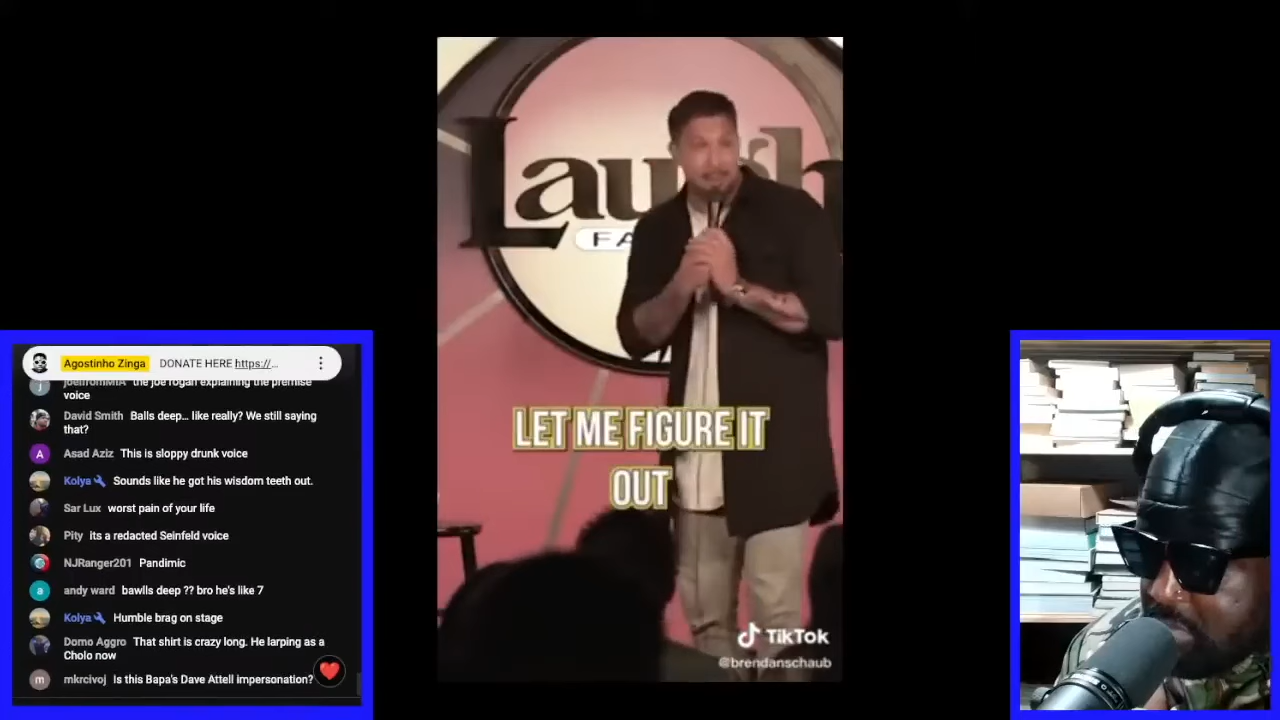 Laugh
FA
LET ME FIGURE IT
OUT
TikTok
@brendanschaub
Agostinho Zinga DONATE HERE https://...
joelfromMIA the joe rogan explaining the premise
voice
David Smith Balls deep... like really? We still saying
that?
A Asad Aziz This is sloppy drunk voice
Kolya Sounds like he got his wisdom teeth out.
Sar Lux worst pain of your life
Pity its a redacted Seinfeld voice
NJRanger201 Pandimic
a andy ward bawlls deep ?? bro he's like 7
Kolya Humble brag on stage
Domo Aggro That shirt is crazy long. He larping as a
Cholo now
m mkrcivoj Is this Bapa's Dave Attell impersonation?